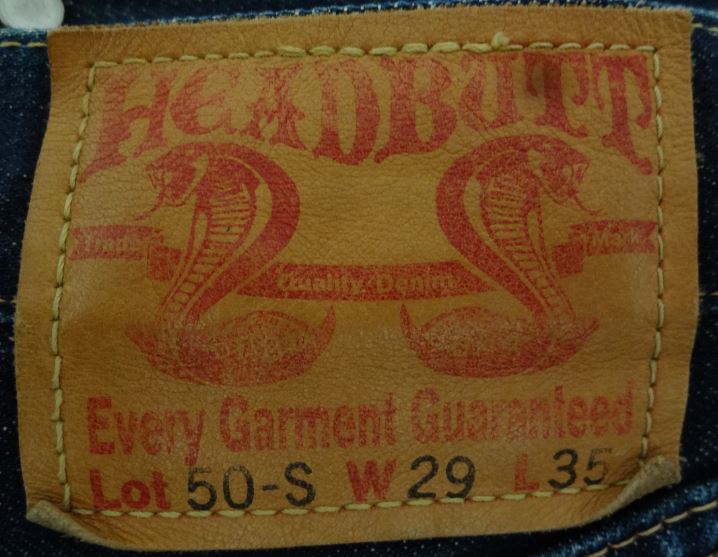 HEADBUTT
Trade Mark
Quality Denim
Every Garment Guaranteed
Lot 50-S W 29 L 35